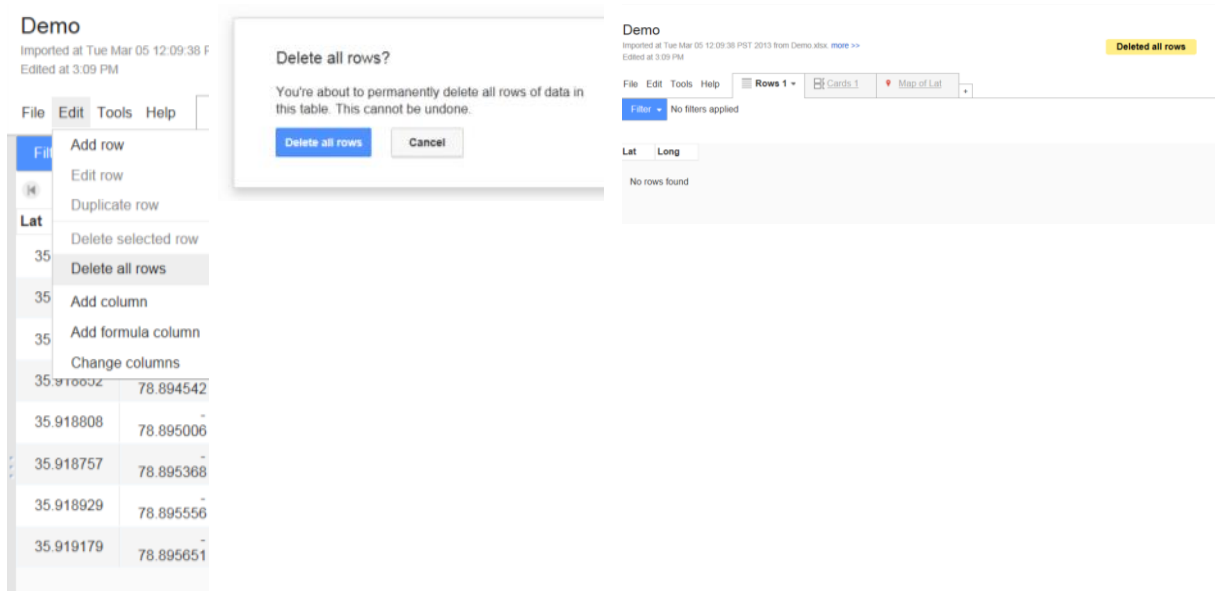 Demo
Imported at Tue Mar 05 12:09:38
Edited at 3:09 PM
File Edit Tools Help
Filt
Lat
Add row
Edit row
Duplicate row
Delete selected row
Delete all rows
Add column
Add formula column
Change columns
35
35
35
35.918852 78.894542
-
35.918808 78.895006
-
35.918757 78.895368
-
35.918929 78.895556
-
35.919179 78.895651
Delete all rows?
You're about to permanently delete all rows of data in
this table. This cannot be undone.
Delete all rows Cancel
Demo
Imported at Tue Mar 05 12:09:38 PST 2013 from Demo.xlsx. more >>
Edited at 3:09 PM
Deleted all rows
File Edit Tools Help Rows 1 Cards 1 Map of Lat +
Filter No filters applied
Lat Long
No rows found